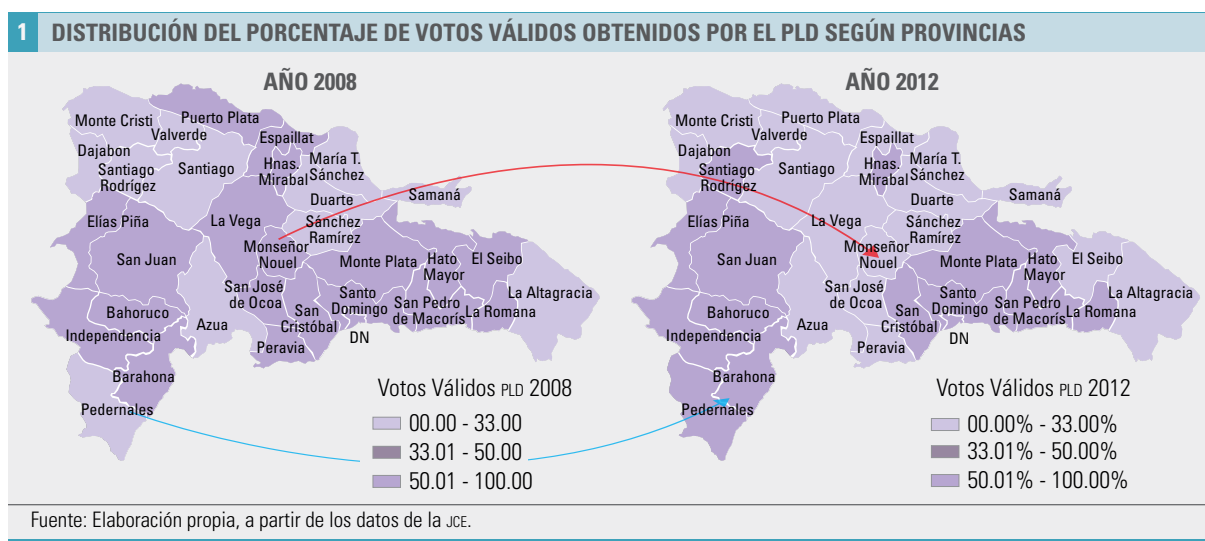 1 DISTRIBUCIÓN DEL PORCENTAJE DE VOTOS VÁLIDOS OBTENIDOS POR EL PLD SEGÚN PROVINCIAS
AÑO 2008
Monte Cristi
Puerto Plata
Valverde
Espaillat
Dajabon
Santiago
Rodrígez
Santiago
Hnas.
Mirabal
María T.
Sánchez
Duarte
Samaná
Elías Piña
La Vega
Sánchez
Ramírez
San Juan
Monseñor
Nouel
Monte Plata
Hato
Mayor
El Seibo
San José
de Ocoa
La Altagracia
Bahoruco
Azua
San
Cristóbal
Santo
Domingo
San Pedro
de Macorís
La Romana
Independencia
Peravia
DN
Barahona
Pedernales
Votos Válidos PLD 2008
00.00 - 33.00
33.01 - 50.00
50.01 - 100.00
AÑO 2012
Monte Cristi
Puerto Plata
Valverde
Espaillat
Dajabon
Santiago
Rodrígez
Santiago
Hnas.
Mirabal
María T.
Sánchez
Duarte
Samaná
Elías Piña
La Vega
Sánchez
Ramírez
San Juan
Monseñor
Nouel
Monte Plata
Hato
Mayor
El Seibo
San José
de Ocoa
La Altagracia
Bahoruco
Azua
San
Cristóbal
Santo
Domingo
San Pedro
de Macorís
La Romana
Independencia
Peravia
DN
Barahona
Pedernales
Votos Válidos PLD 2012
00.00% - 33.00%
33.01% - 50.00%
50.01% - 100.00%
Fuente: Elaboración propia, a partir de los datos de la JCE.